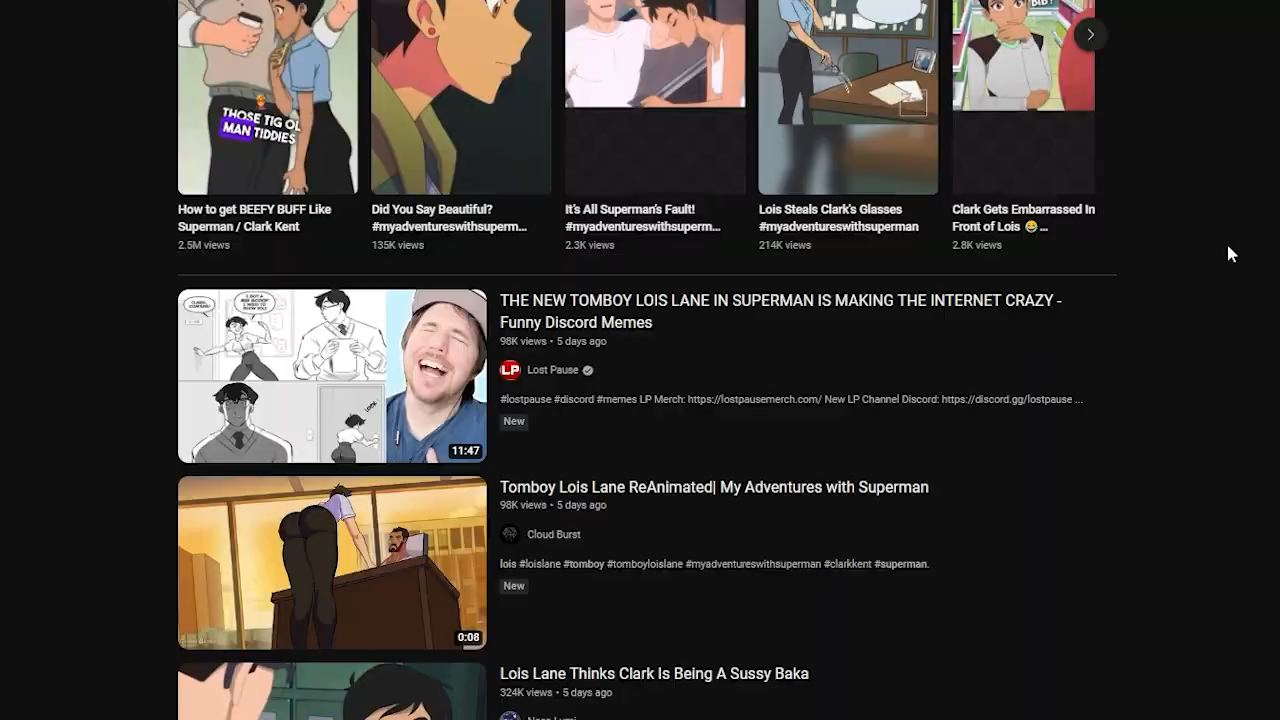 BIB?
THOSE TIG OL
MAN TIDDIES
How to get BEEFY BUFF Like
Superman / Clark Kent
2.5M views
Did You Say Beautiful?
#myadventureswithsuperm...
135K views
It's All Superman's Fault!
#myadventureswithsuperm...
2.3K views
Lois Steals Clark's Glasses
#myadventureswithsuperman
214K views
Clark Gets Embarrassed In
Front of Lois 😂 ...
2.8K views
THE NEW TOMBOY LOIS LANE IN SUPERMAN IS MAKING THE INTERNET CRAZY -
Funny Discord Memes
98K views • 5 days ago
LP Lost Pause
#lostpause #discord #memes LP Merch: https://lostpausemerch.com/ New LP Channel Discord: https://discord.gg/lostpause ...
New
11:47
Tomboy Lois Lane ReAnimated| My Adventures with Superman
98K views • 5 days ago
Cloud Burst
lois #loislane #tomboy #tomboyloislane #myadventureswithsuperman #clarkkent #superman.
New
0:08
Lois Lane Thinks Clark Is Being A Sussy Baka
324K views • 5 days ago